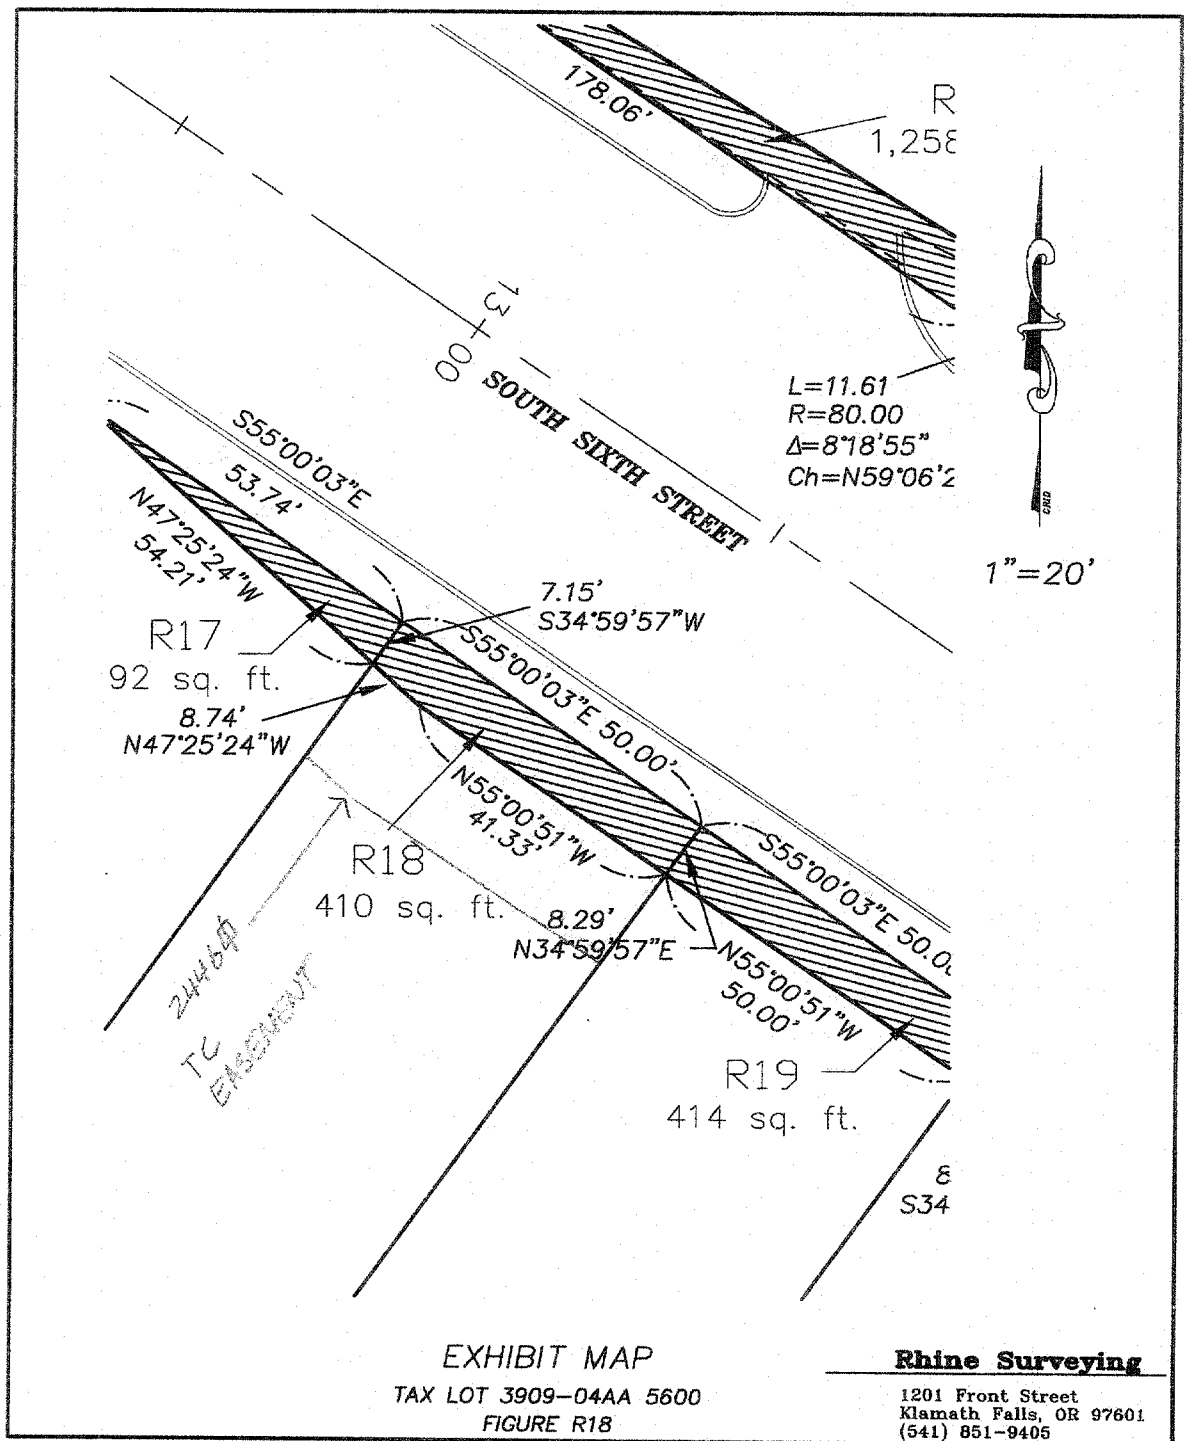 178.06'
R
1,258
13
00
SOUTH SIXTH STREET
L=11.61
R=80.00
Δ=8°18'55"
Ch=N59°06'2
GRID
1"=20'
S55°00'03"E
53.74'
N47°25'24"W
54.21'
7.15'
S34°59'57"W
R17
92 sq. ft.
S55°00'03"E 50.00'
8.74'
N47°25'24"W
N55°00'51"W
41.33'
R18
410 sq. ft.
S55°00'03"E 50.00
8.29'
N34°59'57"E
N55°00'51"W
50.00'
TC
EASEMENT
R19
414 sq. ft.
8
S34
EXHIBIT MAP
TAX LOT 3909-04AA 5600
FIGURE R18
Rhine Surveying
1201 Front Street
Klamath Falls, OR 97601
(541) 851-9405